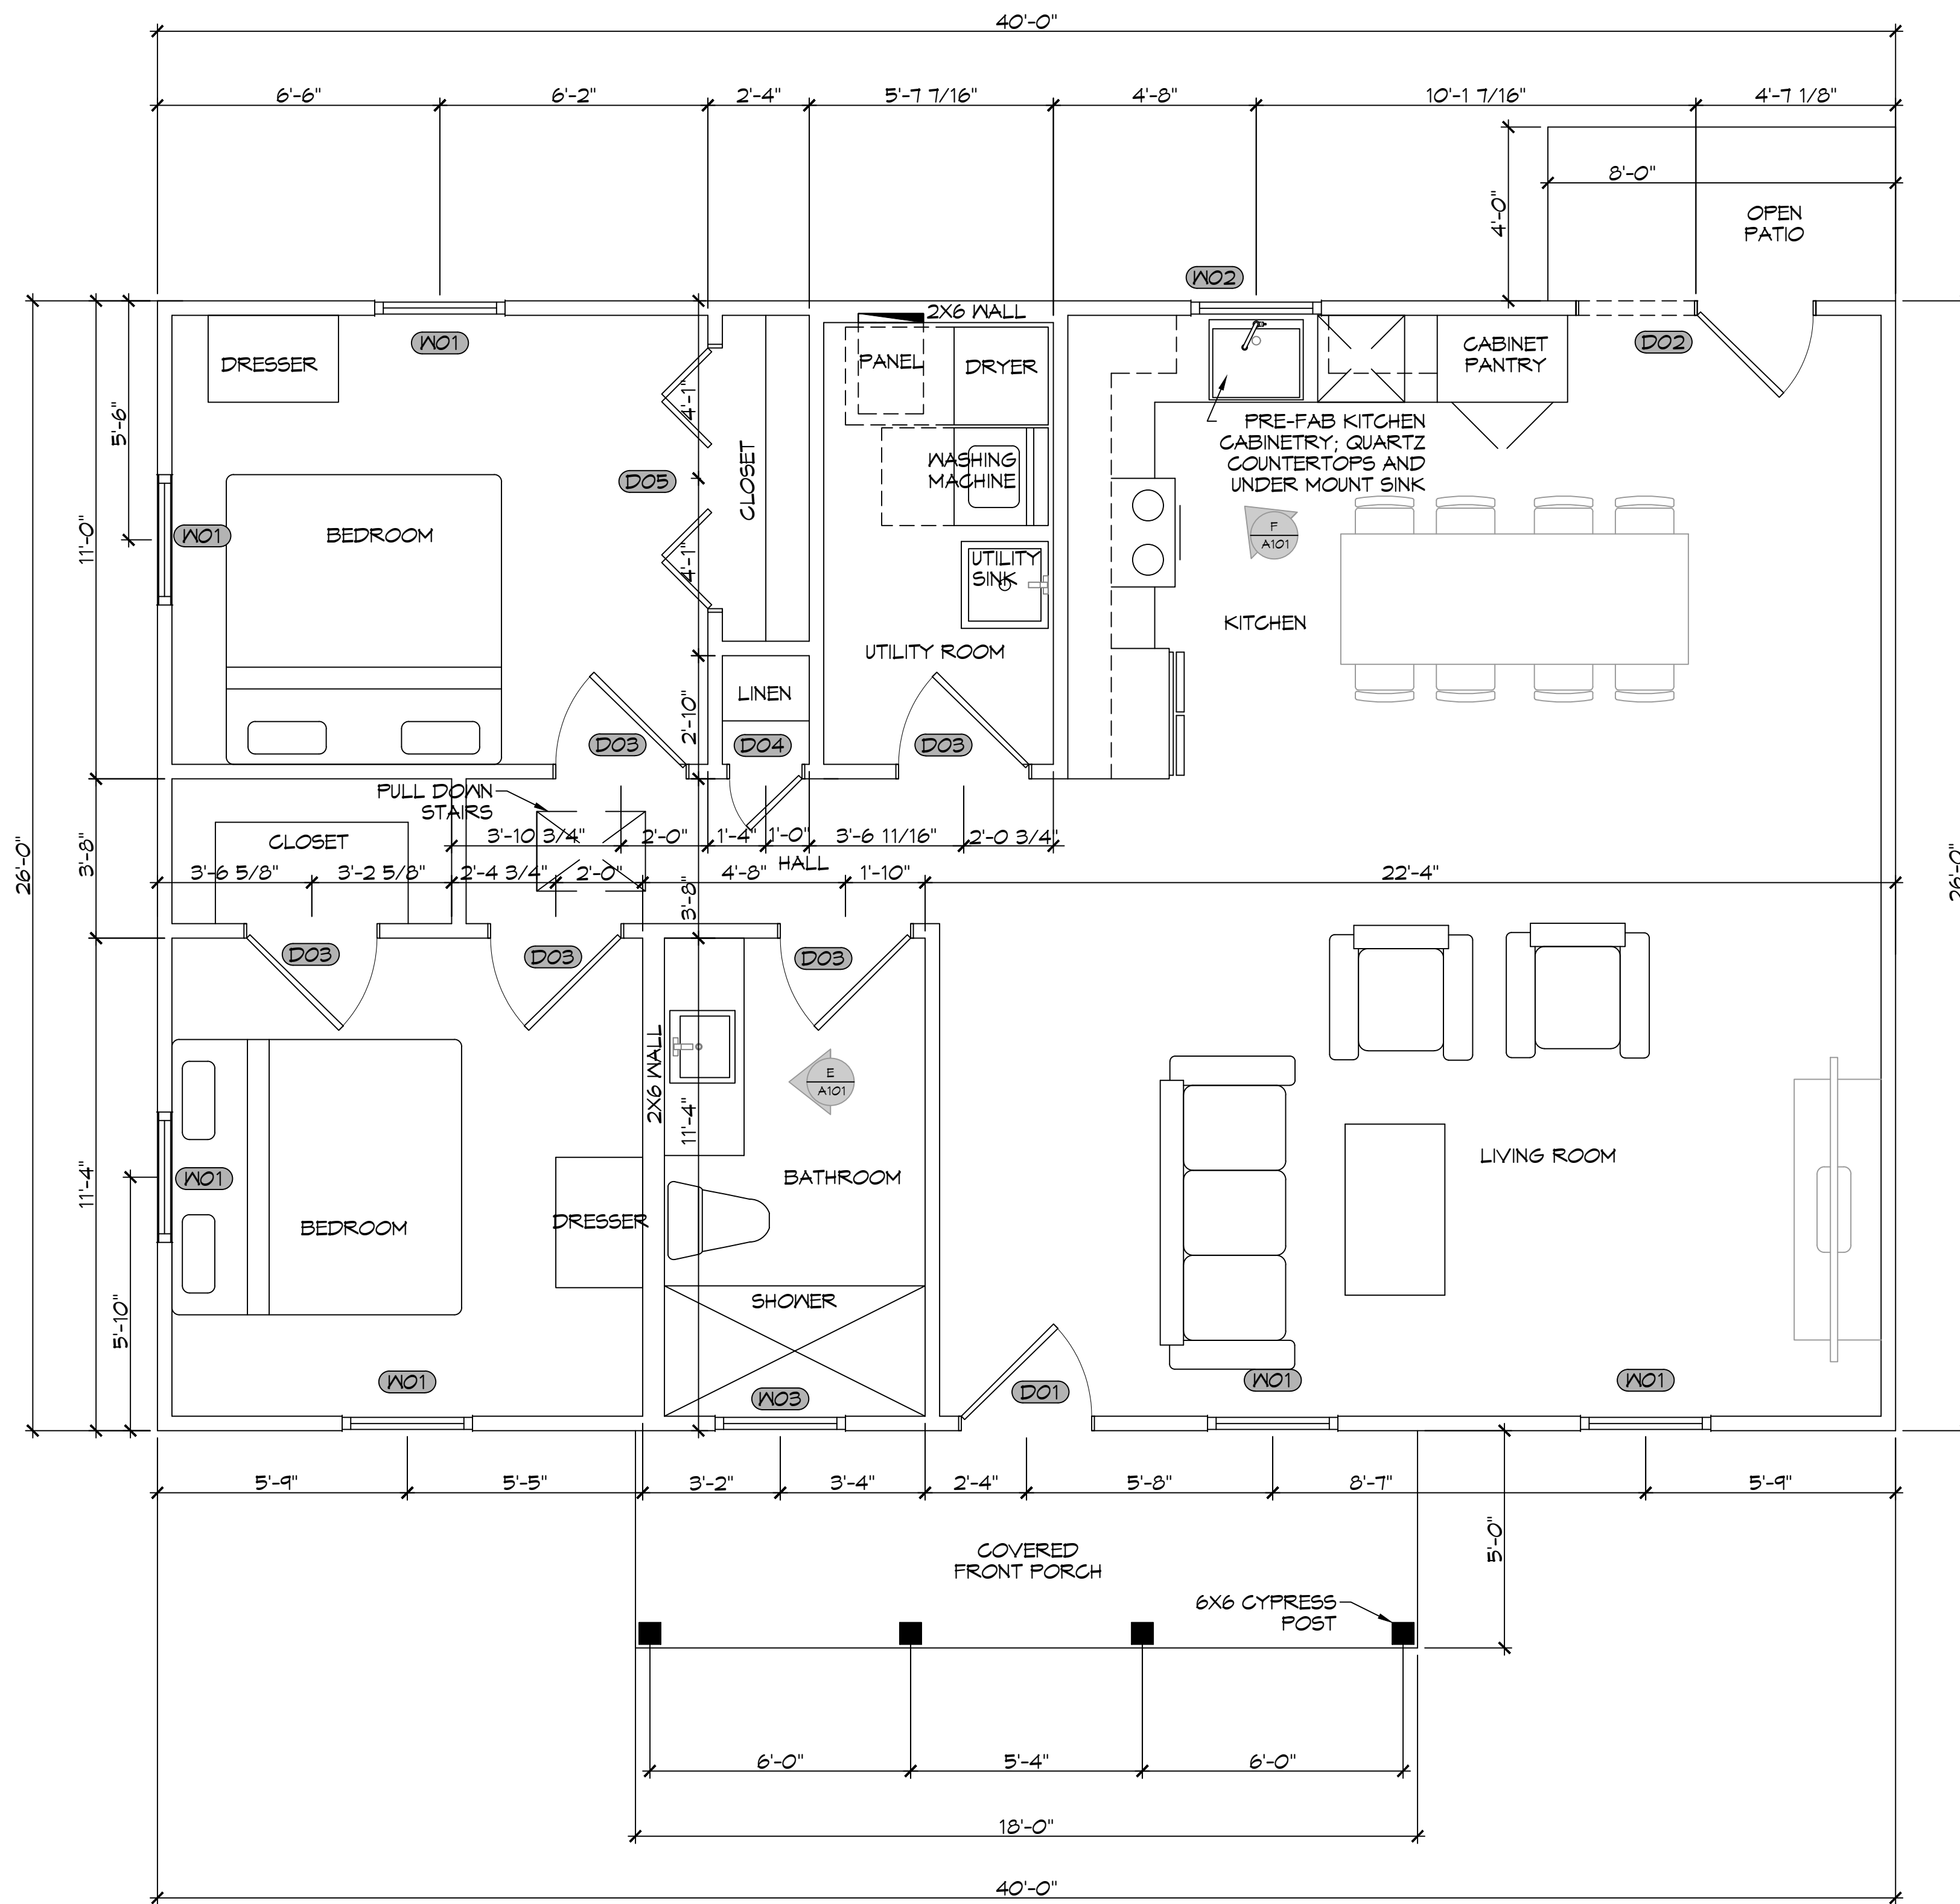 40'-0"
6'-6"
6'-2"
2'-4"
5'-7 7/16"
4'-8"
10'-1 7/16"
4'-7 1/8"
8'-0"
4'-0"
OPEN
PATIO
W02
2X6 WALL
W01
D02
DRESSER
PANEL
DRYER
CABINET
PANTRY
5'-6"
4'-1"
PRE-FAB KITCHEN
CABINETRY; QUARTZ
COUNTERTOPS AND
UNDER MOUNT SINK
CLOSET
WASHING
MACHINE
D05
11'-0"
W01
BEDROOM
F
A101
4'-1"
UTILITY
SINK
KITCHEN
UTILITY ROOM
LINEN
2'-10"
D03
D04
D03
PULL DOWN
STAIRS
CLOSET
3'-10 3/4"
2'-0"
1'-4"
1'-0"
3'-6 11/16"
2'-0 3/4"
HALL
26'-0"
3'-8"
3'-6 5/8"
3'-2 5/8"
2'-4 3/4"
2'-0"
4'-8"
1'-10"
22'-4"
26'-0"
3'-8"
D03
D03
D03
2X6 WALL
E
A101
11'-4"
LIVING ROOM
11'-4"
W01
BATHROOM
BEDROOM
DRESSER
5'-10"
SHOWER
W01
W03
D01
W01
W01
5'-9"
5'-5"
3'-2"
3'-4"
2'-4"
5'-8"
8'-7"
5'-9"
5'-0"
COVERED
FRONT PORCH
6X6 CYPRESS
POST
6'-0"
5'-4"
6'-0"
18'-0"
40'-0"